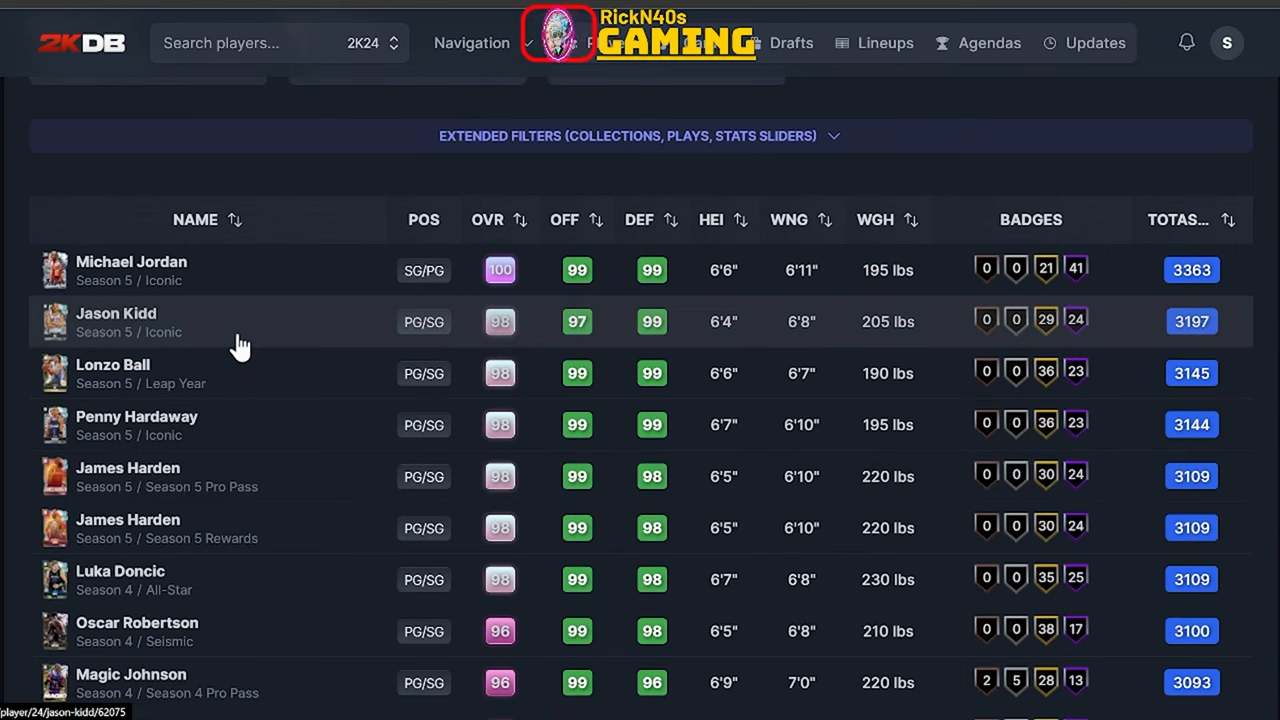 RickN40s
GAMING
2KDB
Search players...
2K24
Navigation
Drafts
Lineups
Agendas
Updates
S
EXTENDED FILTERS (COLLECTIONS, PLAYS, STATS SLIDERS)
NAME POS OVR OFF DEF HEI WNG WGH BADGES TOTAS...
Michael Jordan SG/PG 100 99 99 6'6" 6'11" 195 lbs 0 0 21 41 3363
Season 5 / Iconic
Jason Kidd PG/SG 98 97 99 6'4" 6'8" 205 lbs 0 0 29 24 3197
Season 5 / Iconic
Lonzo Ball PG/SG 98 99 99 6'6" 6'7" 190 lbs 0 0 36 23 3145
Season 5 / Leap Year
Penny Hardaway PG/SG 98 99 99 6'7" 6'10" 195 lbs 0 0 36 23 3144
Season 5 / Iconic
James Harden PG/SG 98 99 98 6'5" 6'10" 220 lbs 0 0 30 24 3109
Season 5 / Season 5 Pro Pass
James Harden PG/SG 98 99 98 6'5" 6'10" 220 lbs 0 0 30 24 3109
Season 5 / Season 5 Rewards
Luka Doncic PG/SG 98 99 98 6'7" 6'8" 230 lbs 0 0 35 25 3109
Season 4 / All-Star
Oscar Robertson PG/SG 96 99 98 6'5" 6'8" 210 lbs 0 0 38 17 3100
Season 4 / Seismic
Magic Johnson PG/SG 96 99 96 6'9" 7'0" 220 lbs 2 5 28 13 3093
Season 4 / Season 4 Pro Pass
player/24/jason-kidd/62075